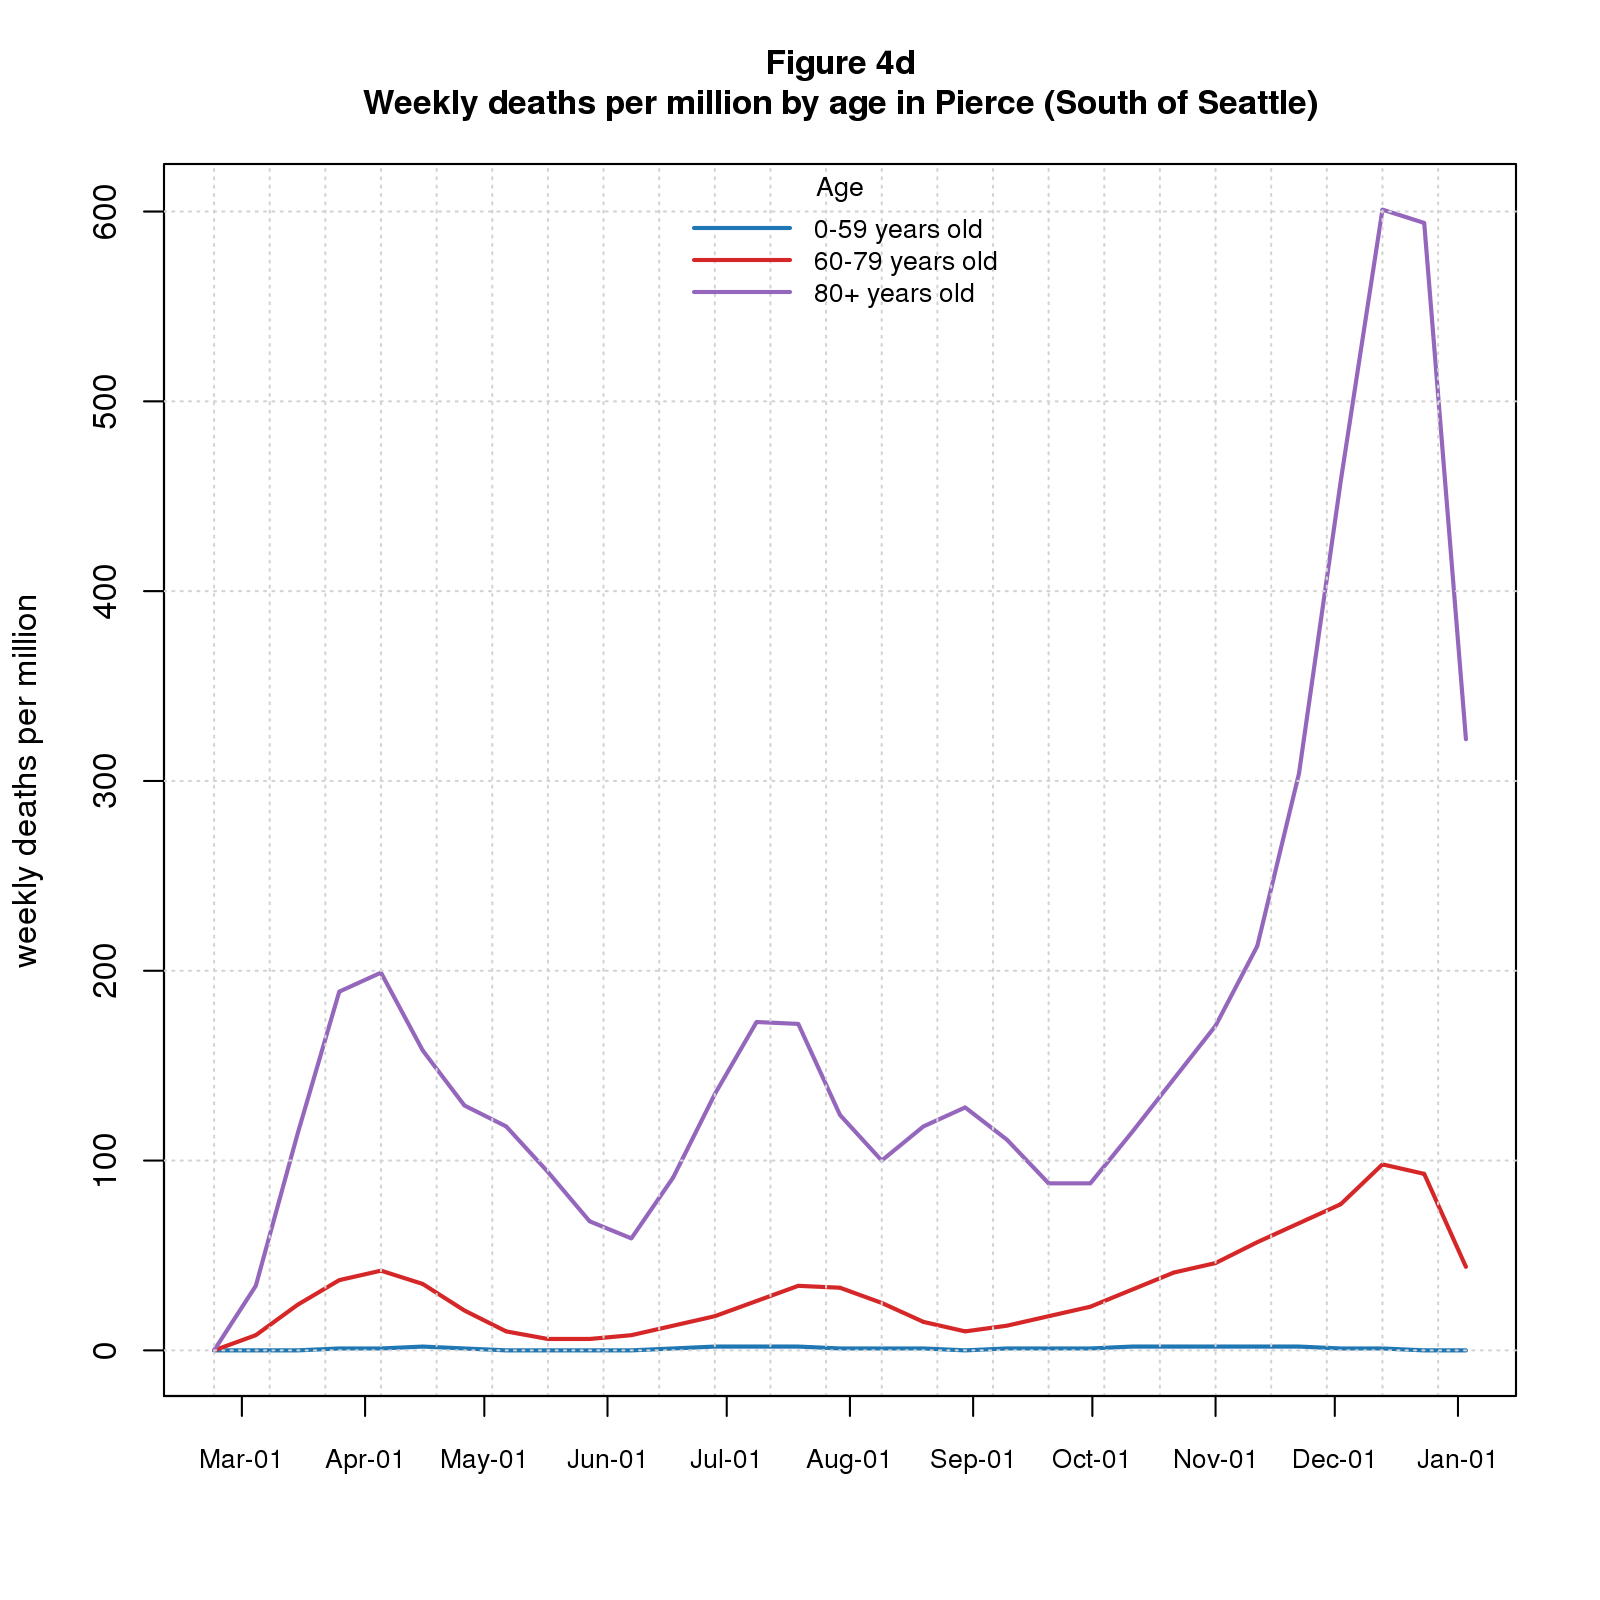 Figure 4d
Weekly deaths per million by age in Pierce (South of Seattle)
Age
0-59 years old
60-79 years old
80+ years old
600
500
400
300
200
100
0
weekly deaths per million
Mar-01 Apr-01 May-01 Jun-01 Jul-01 Aug-01 Sep-01 Oct-01 Nov-01 Dec-01 Jan-01